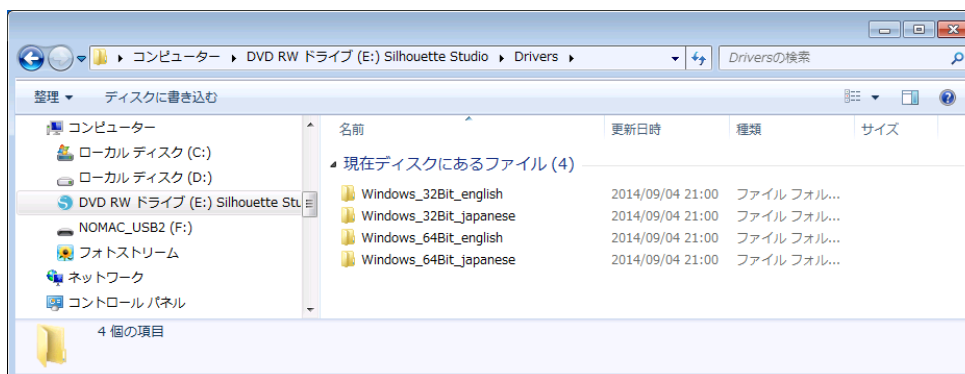 コンピューター ▸ DVD RW ドライブ (E:) Silhouette Studio ▸ Drivers ▸
Driversの検索
整理 ディスクに書き込む
コンピューター
ローカル ディスク (C:)
ローカル ディスク (D:)
DVD RW ドライブ (E:) Silhouette Stu
NOMAC_USB2 (F:)
フォトストリーム
ネットワーク
コントロール パネル
名前 更新日時 種類 サイズ
現在ディスクにあるファイル (4)
Windows_32Bit_english 2014/09/04 21:00 ファイル フォル...
Windows_32Bit_japanese 2014/09/04 21:00 ファイル フォル...
Windows_64Bit_english 2014/09/04 21:00 ファイル フォル...
Windows_64Bit_japanese 2014/09/04 21:00 ファイル フォル...
4 個の項目